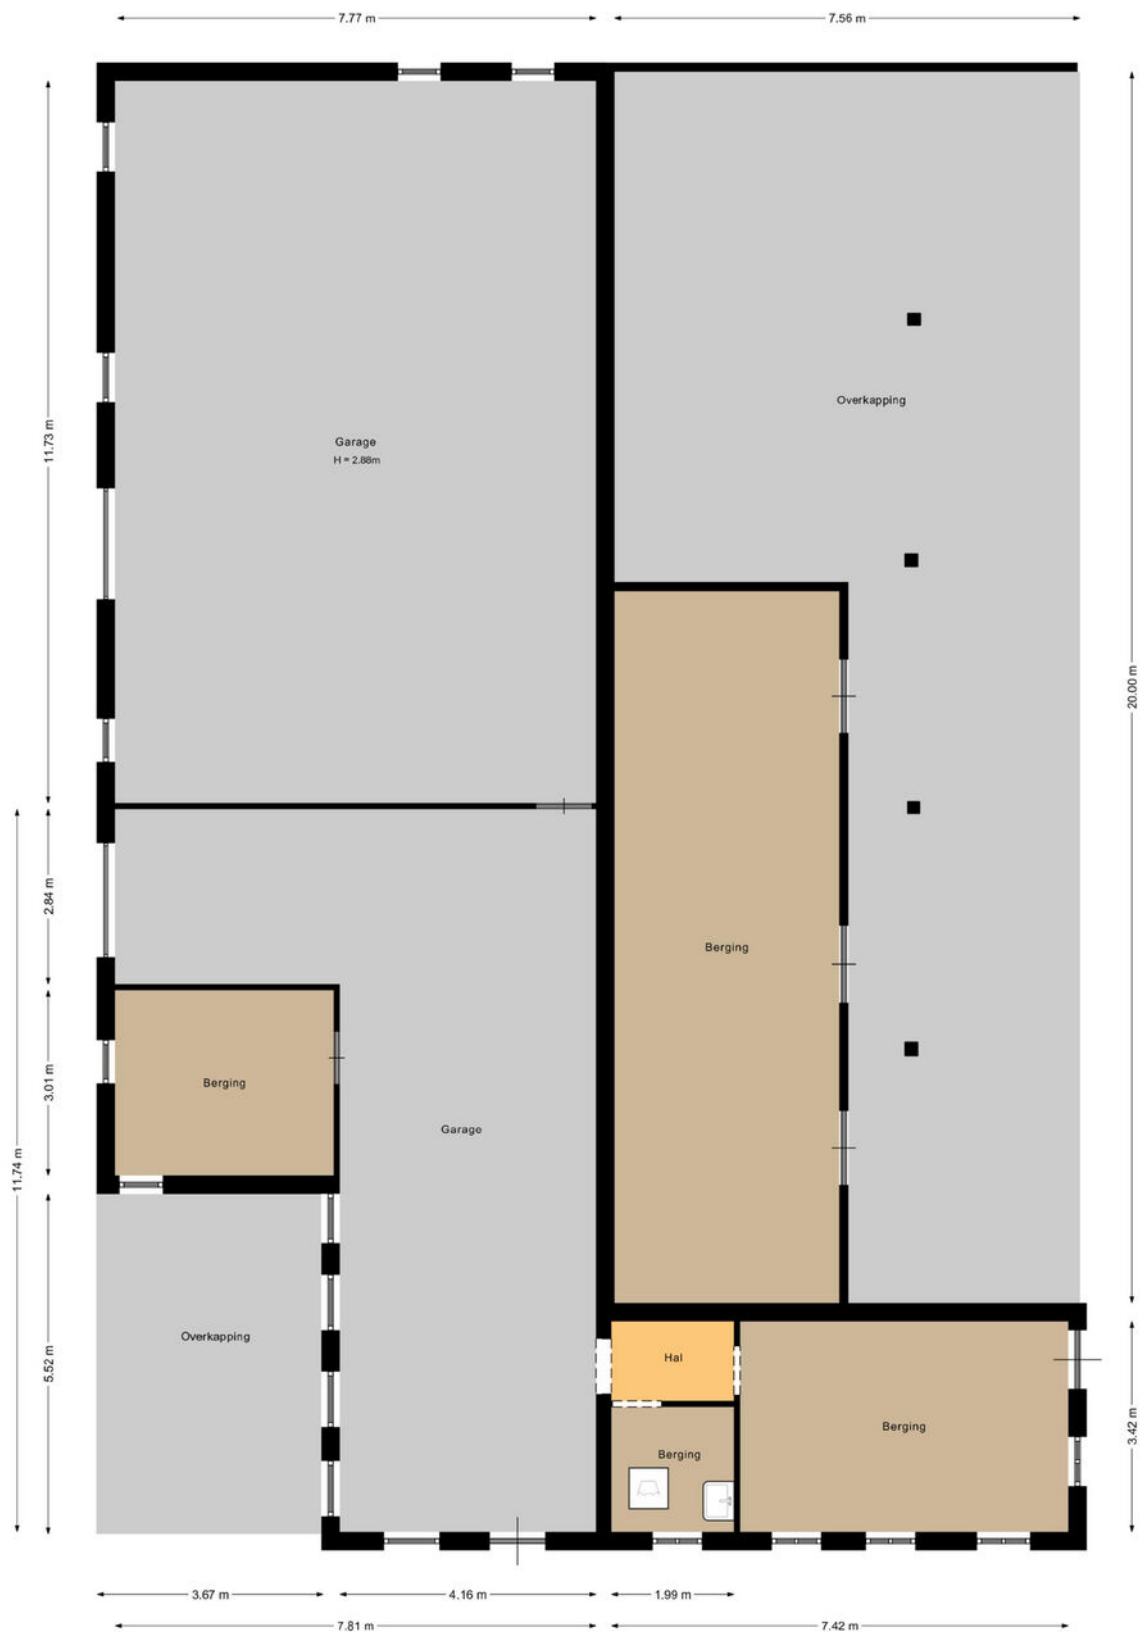 7.77 m
7.56 m
11.73 m
Overkapping
Garage
H = 2.88m
20.00 m
2.84 m
Berging
3.01 m
Berging
Garage
11.74 m
Overkapping
5.52 m
Hal
3.42 m
Berging
Berging
3.67 m
4.16 m
1.99 m
7.81 m
7.42 m